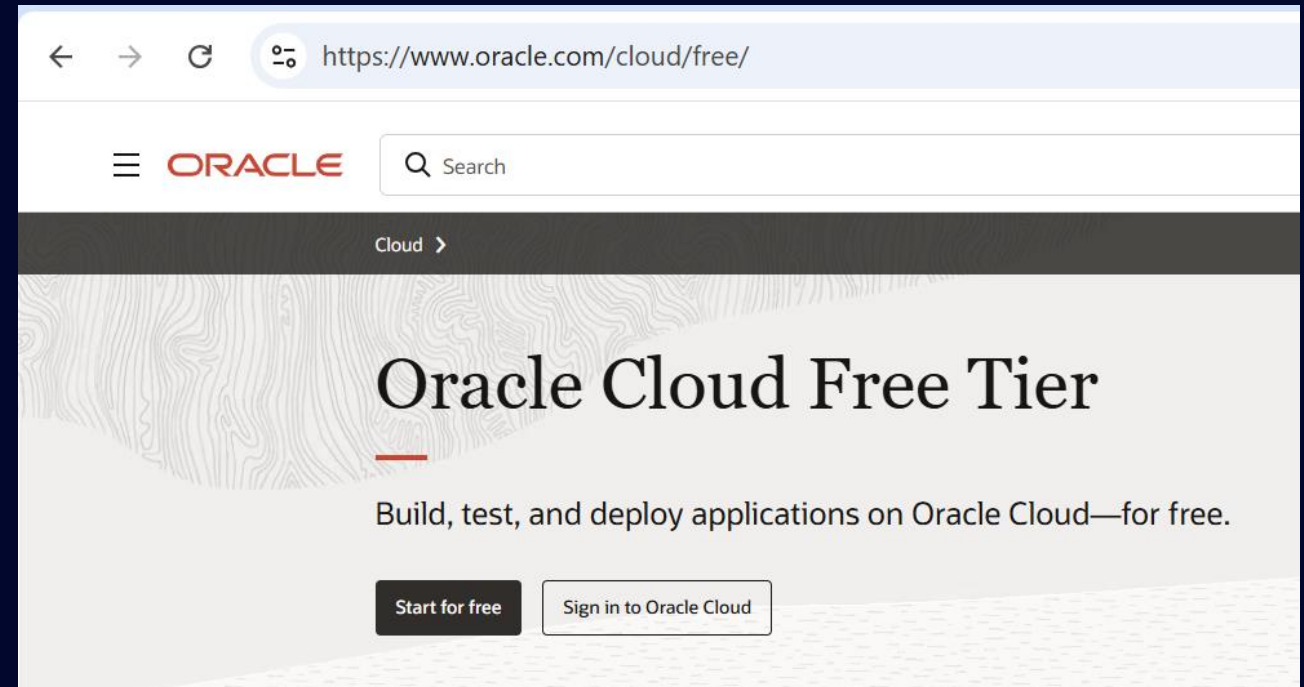 https://www.oracle.com/cloud/free/
ORACLE
Search
Cloud
Oracle Cloud Free Tier
Build, test, and deploy applications on Oracle Cloud—for free.
Start for free
Sign in to Oracle Cloud